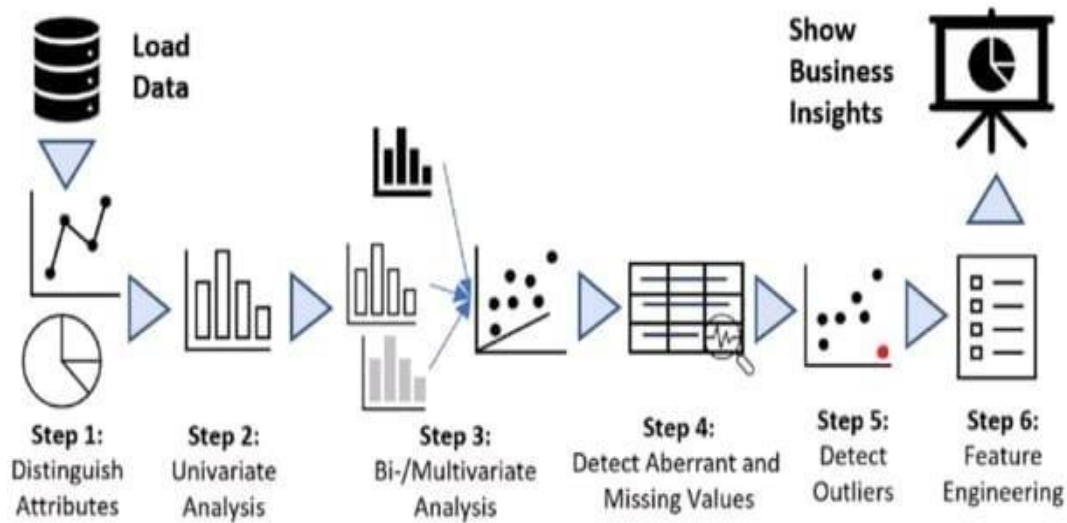 Load
Data
Show
Business
Insights
Step 1:
Distinguish
Attributes
Step 2:
Univariate
Analysis
Step 3:
Bi-/Multivariate
Analysis
Step 4:
Detect Aberrant and
Missing Values
Step 5:
Detect
Outliers
Step 6:
Feature
Engineering